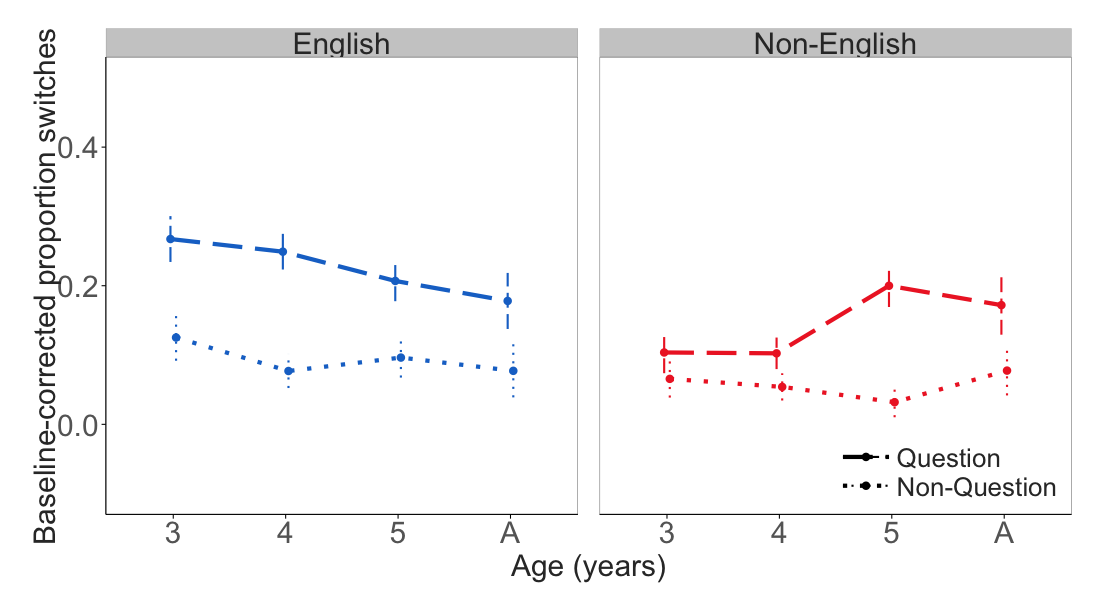 English
Non-English
Baseline-corrected proportion switches
0.4
0.2
0.0
Question
Non-Question
3 4 5 A
3 4 5 A
Age (years)